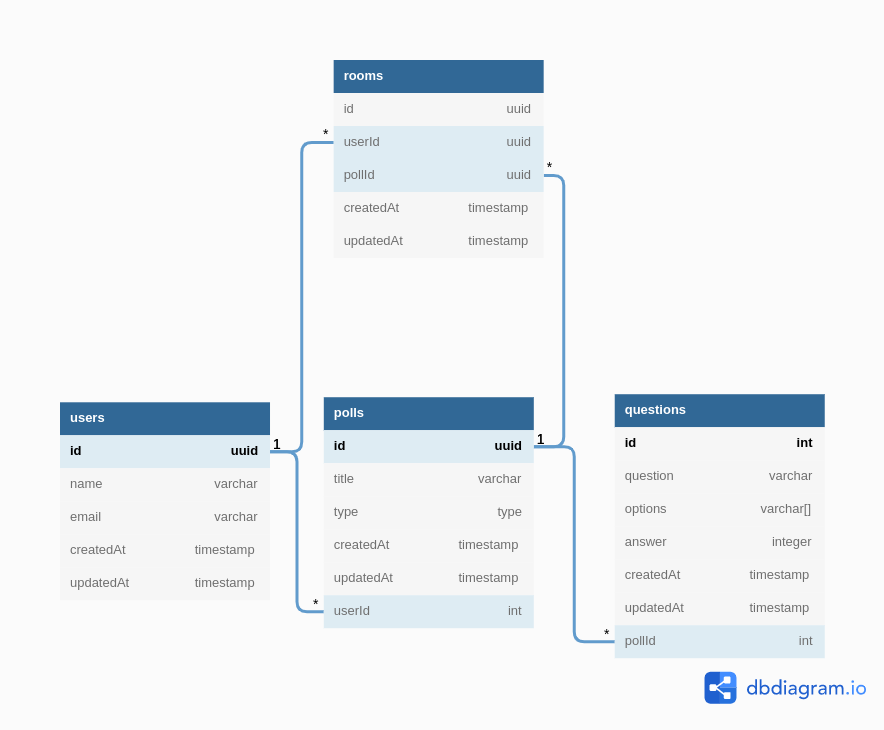 rooms
id uuid
* userId uuid
pollId uuid *
createdAt timestamp
updatedAt timestamp
users
id uuid 1
name varchar
email varchar
createdAt timestamp
updatedAt timestamp
polls
id uuid 1
title varchar
type type
createdAt timestamp
updatedAt timestamp
* userId int
questions
id int
question varchar
options varchar[]
answer integer
createdAt timestamp
updatedAt timestamp
* pollId int
dbdiagram.io